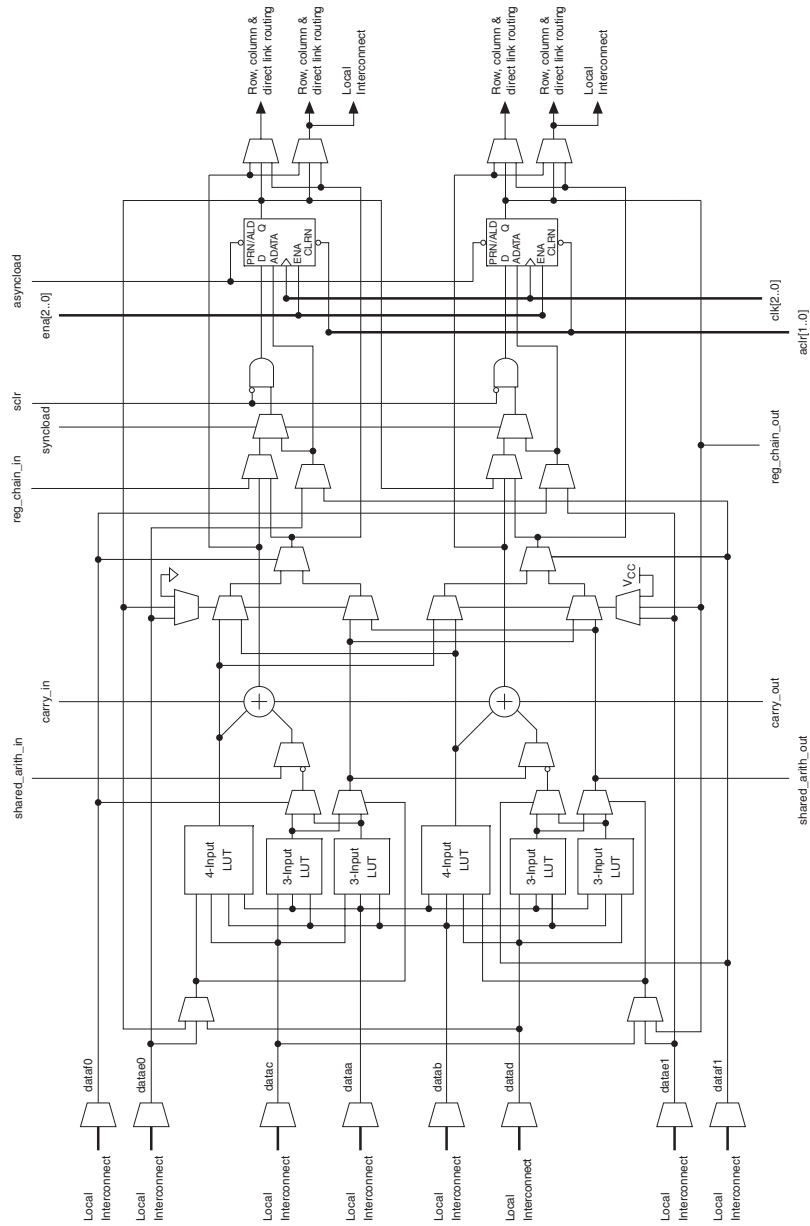 shared_arith_in
carry_in
reg_chain_in
syncload
sclr
ena[2..0]
asyncload
Local
Interconnect
dataf0
Local
Interconnect
datae0
4-Input
LUT
PRN/ALD
D Q
ADATA
ENA
CLRN
Row, column &
direct link routing
Row, column &
direct link routing
Local
Interconnect
Local
Interconnect
datac
3-Input
LUT
+
Local
Interconnect
dataa
3-Input
LUT
Local
Interconnect
datab
4-Input
LUT
Local
Interconnect
datad
3-Input
LUT
+
PRN/ALD
D Q
ADATA
ENA
CLRN
Row, column &
direct link routing
Row, column &
direct link routing
Local
Interconnect
3-Input
LUT
VCC
Local
Interconnect
datae1
Local
Interconnect
dataf1
shared_arith_out
carry_out
reg_chain_out
aclr[1..0]
clk[2..0]